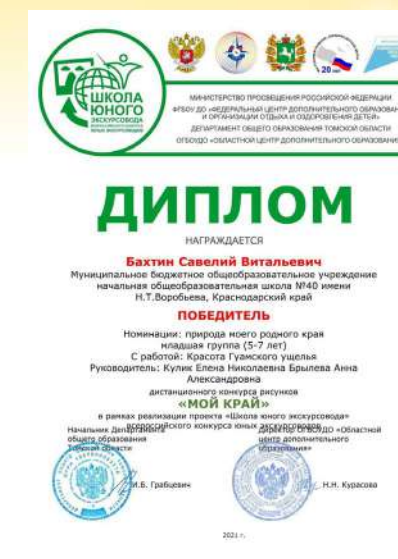 ШКОЛА
ЮНОГО
ЭКСКУРСОВОДА
20 лет
МИНИСТЕРСТВО ПРОСВЕЩЕНИЯ РОССИЙСКОЙ ФЕДЕРАЦИИ
ФГБОУ ДО «ФЕДЕРАЛЬНЫЙ ЦЕНТР ДОПОЛНИТЕЛЬНОГО ОБРАЗОВАН
И ОРГАНИЗАЦИИ ОТДЫХА И ОЗДОРОВЛЕНИЯ ДЕТЕЙ»
ДЕПАРТАМЕНТ ОБЩЕГО ОБРАЗОВАНИЯ ТОМСКОЙ ОБЛАСТИ
ОГБОУДО «ОБЛАСТНОЙ ЦЕНТР ДОПОЛНИТЕЛЬНОГО ОБРАЗОВАНИ
ДИПЛОМ
НАГРАЖДАЕТСЯ
Бахтин Савелий Витальевич
Муниципальное бюджетное общеобразовательное учреждение
начальная общеобразовательная школа №40 имени
Н.Т.Воробьева, Краснодарский край
ПОБЕДИТЕЛЬ
Номинации: природа моего родного края
младшая группа (5-7 лет)
С работой: Красота Гуамского ущелья
Руководитель: Кулик Елена Николаевна Брылева Анна
Александровна
дистанционного конкурса рисунков
«МОЙ КРАЙ»
в рамках реализации проекта «Школа юного экскурсовода»
всероссийского конкурса юных экскурсоводов
Начальник Департамента
общего образования
Томской области
Директор ОГБОУДО «Областной
центр дополнительного
образования»
И.Б. Грабцевич
Н.Н. Курасова
2021 г.